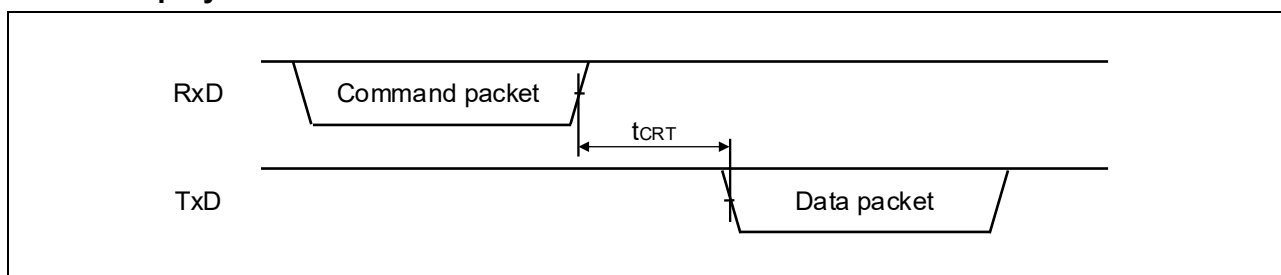 RxD
Command packet
tCRT
TxD
Data packet